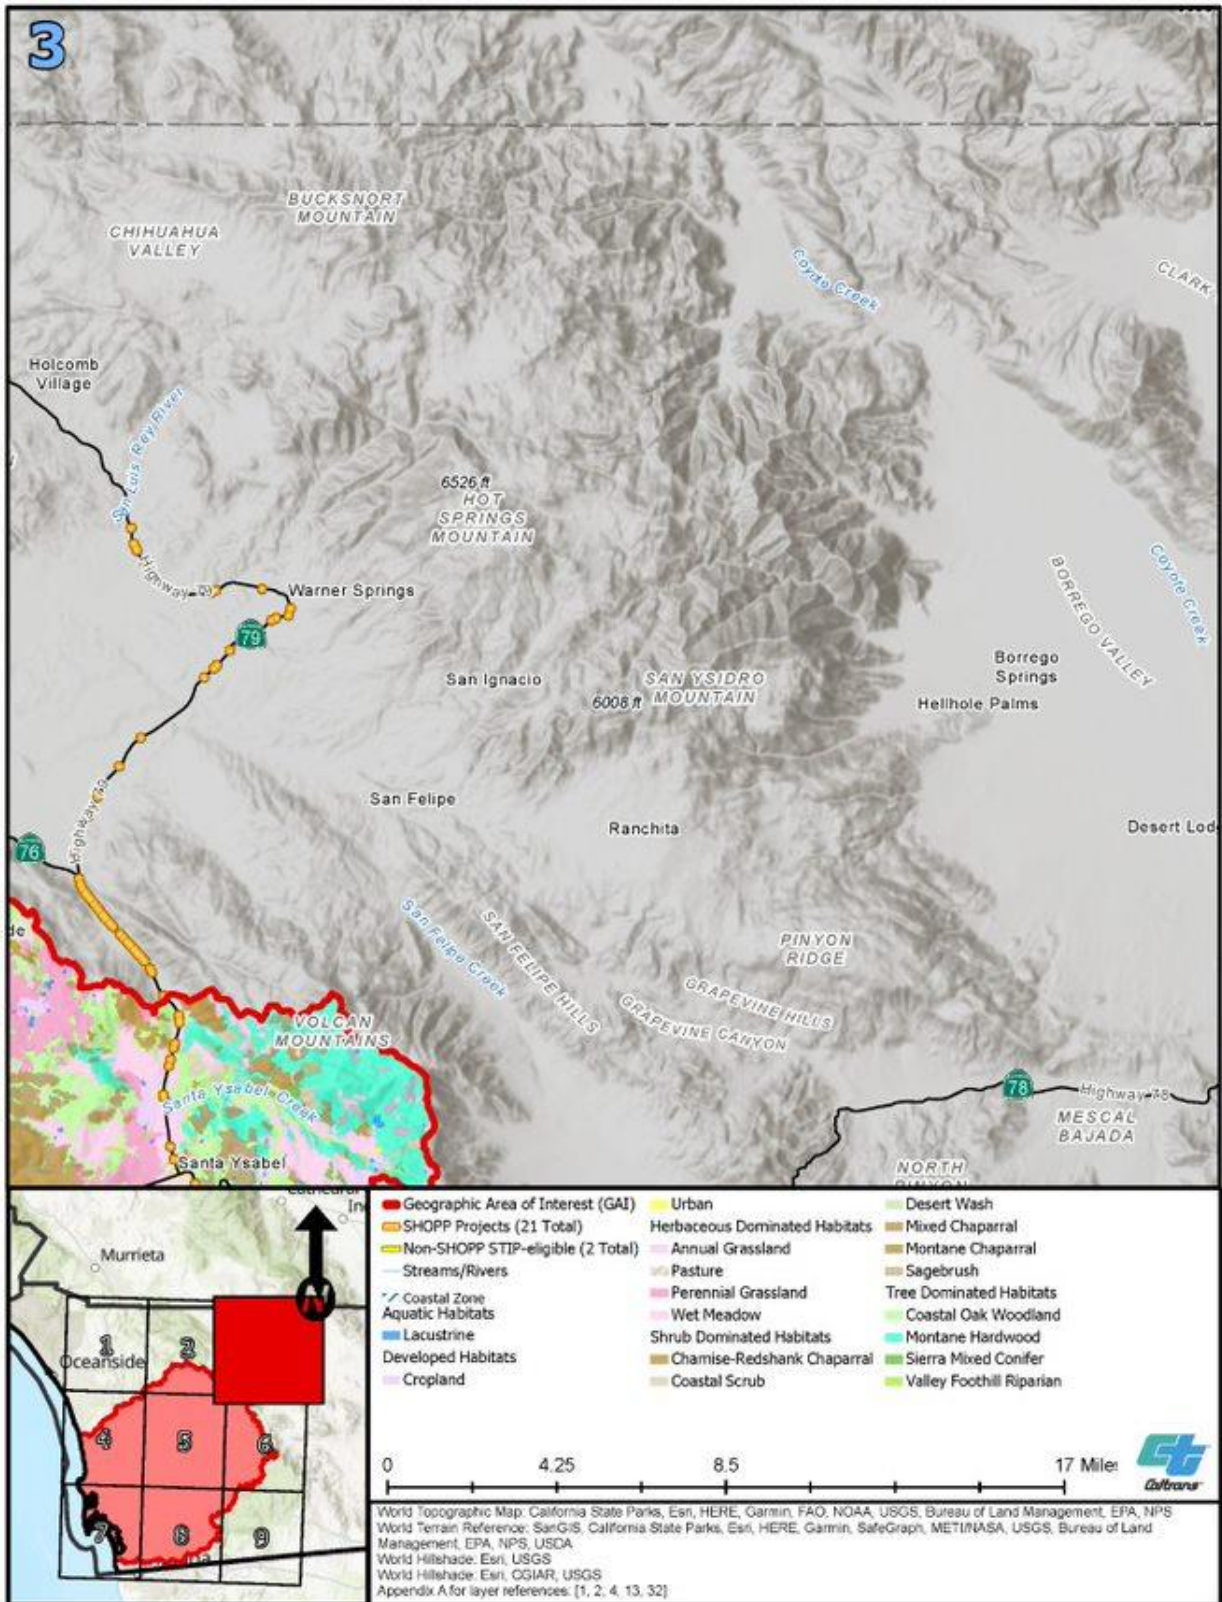 3
BUCKSNORT
MOUNTAIN
CHIHUAHUA
VALLEY
Coyote Creek
CLARK
Holcomb
Village
San Luis Rey River
6526 ft
HOT
SPRINGS
MOUNTAIN
Highway 79
Warner Springs
79
BORREGO VALLEY
Coyote Creek
Borrego
Springs
San Ignacio
SAN YSIDRO
MOUNTAIN
6008 ft
Hellhole Palms
Highway 79
San Felipe
Ranchita
Desert Lod
76
de
San Felipe Creek
SAN FELIPE HILLS
PINYON
RIDGE
GRAPEVINE HILLS
GRAPEVINE CANYON
VOLCAN
MOUNTAINS
78
Highway 78
Santa Ysabel Creek
MESCAL
BAJADA
Santa Ysabel
NORTH
PINYON
Cathedral
In
Murrieta
N
1
2
Oceanside
4
5
6
7
8
9
Geographic Area of Interest (GAI)
SHOPP Projects (21 Total)
Non-SHOPP STIP-eligible (2 Total)
Streams/Rivers
Coastal Zone
Aquatic Habitats
Lacustrine
Developed Habitats
Cropland
Urban
Herbaceous Dominated Habitats
Annual Grassland
Pasture
Perennial Grassland
Wet Meadow
Shrub Dominated Habitats
Chamise-Redshank Chaparral
Coastal Scrub
Desert Wash
Mixed Chaparral
Montane Chaparral
Sagebrush
Tree Dominated Habitats
Coastal Oak Woodland
Montane Hardwood
Sierra Mixed Conifer
Valley Foothill Riparian
0 4.25 8.5 17 Miles
Caltrans
World Topographic Map: California State Parks, Esri, HERE, Garmin, FAO, NOAA, USGS, Bureau of Land Management, EPA, NPS
World Terrain Reference: SanGIS, California State Parks, Esri, HERE, Garmin, SafeGraph, METI/NASA, USGS, Bureau of Land
Management, EPA, NPS, USDA
World Hillshade: Esri, USGS
World Hillshade: Esri, CGIAR, USGS
Appendix A for layer references: [1, 2, 4, 13, 32]